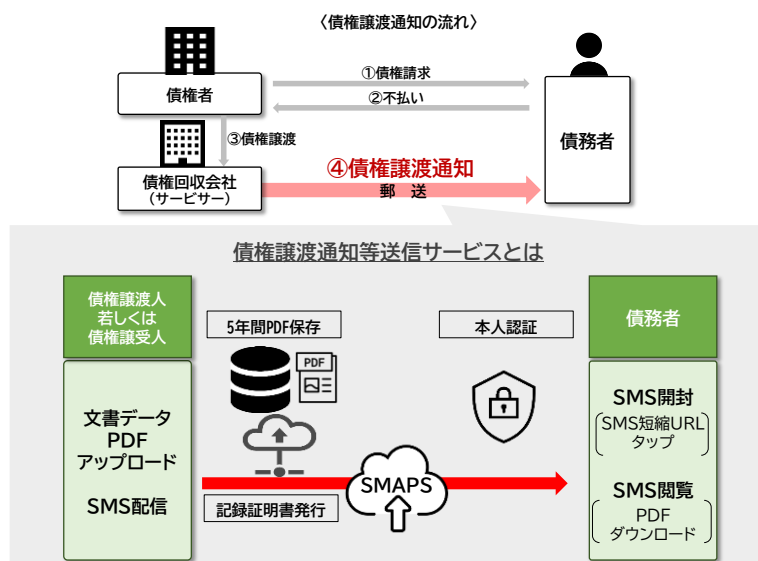 〈債権譲渡通知の流れ〉
債権者
①債権請求
②不払い
③債権譲渡
債権回収会社
（サービサー）
④債権譲渡通知
郵　送
債務者
債権譲渡通知等送信サービスとは
債権譲渡人
若しくは
債権譲受人
文書データ
PDF
アップロード
SMS配信
5年間PDF保存
PDF
記録証明書発行
SMAPS
本人認証
債務者
SMS開封
SMS短縮URL
タップ
SMS閲覧
PDF
ダウンロード